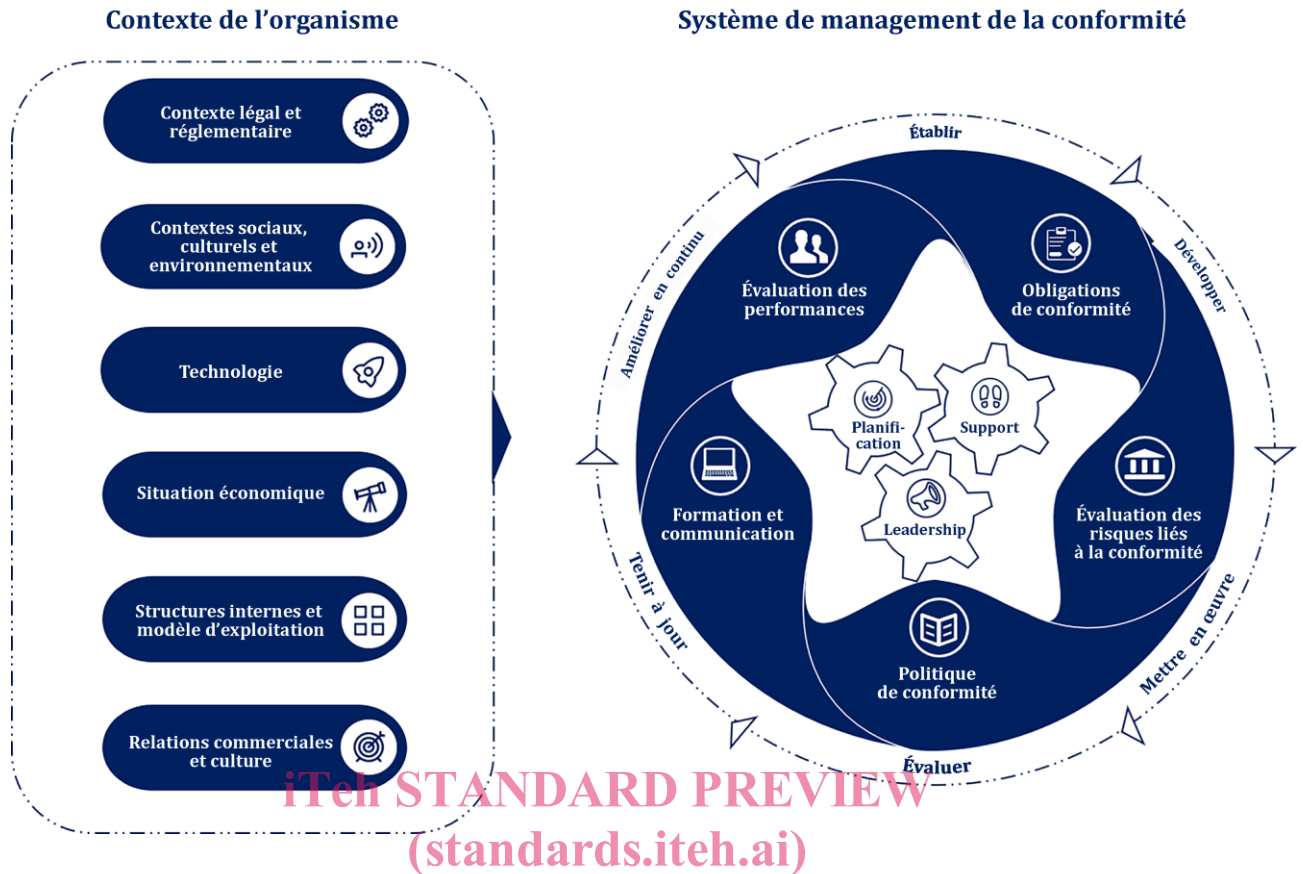 Contexte de l’organisme
Contexte légal et
réglementaire
Contextes sociaux,
culturels et
environnementaux
Technologie
Situation économique
Structures internes et
modèle d’exploitation
Relations commerciales
et culture
Système de management de la conformité
Établir
Développer
Mettre en œuvre
Évaluer
Tenir à jour
Améliorer en continu
Évaluation des
performances
Obligations
de conformité
Évaluation des
risques liés
à la conformité
Politique
de conformité
Formation et
communication
Planifi-
cation
Support
Leadership
iTeh STANDARD PREVIEW
(standards.iteh.ai)